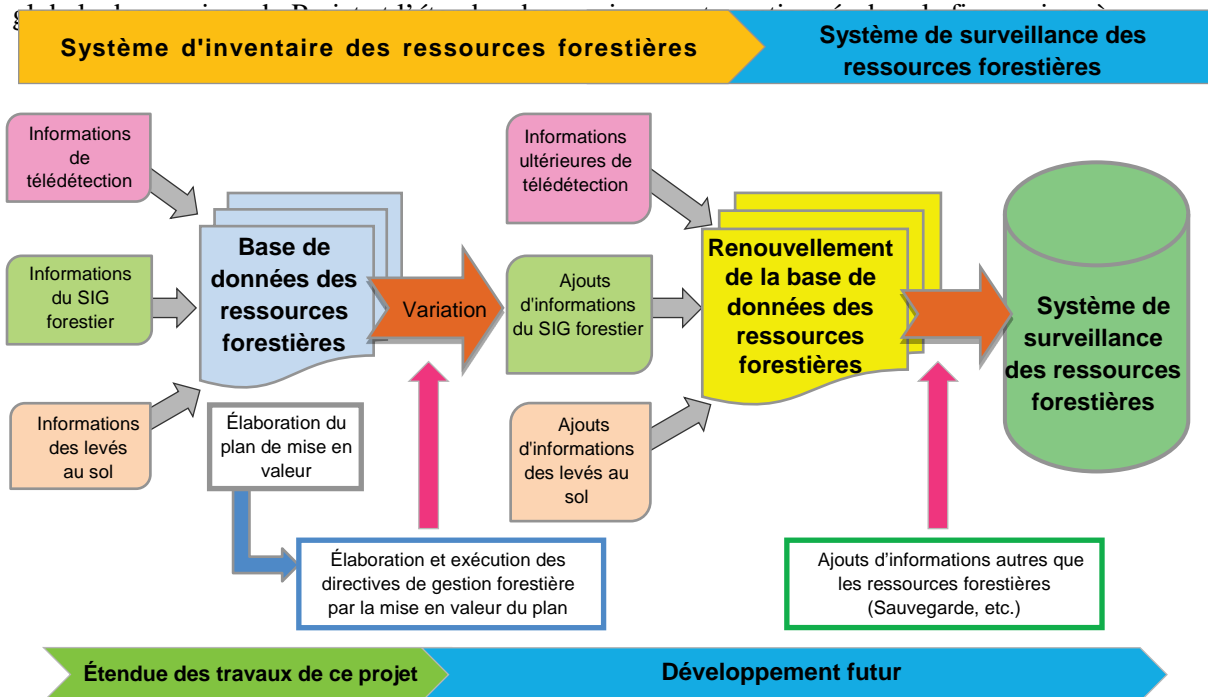 Système d'inventaire des ressources forestières
Système de surveillance des
ressources forestières
Informations
de
télédétection
Informations
du SIG
forestier
Informations
des levés
au sol
Base de
données des
ressources
forestières
Variation
Élaboration du
plan de mise en
valeur
Élaboration et exécution des
directives de gestion forestière
par la mise en valeur du plan
Informations
ultérieures de
télédétection
Ajouts
d'informations
du SIG forestier
Ajouts
d'informations
des levés au
sol
Renouvellement
de la base de
données des
ressources
forestières
Ajouts d'informations autres que
les ressources forestières
(Sauvegarde, etc.)
Système de
surveillance
des ressources
forestières
Étendue des travaux de ce projet
Développement futur